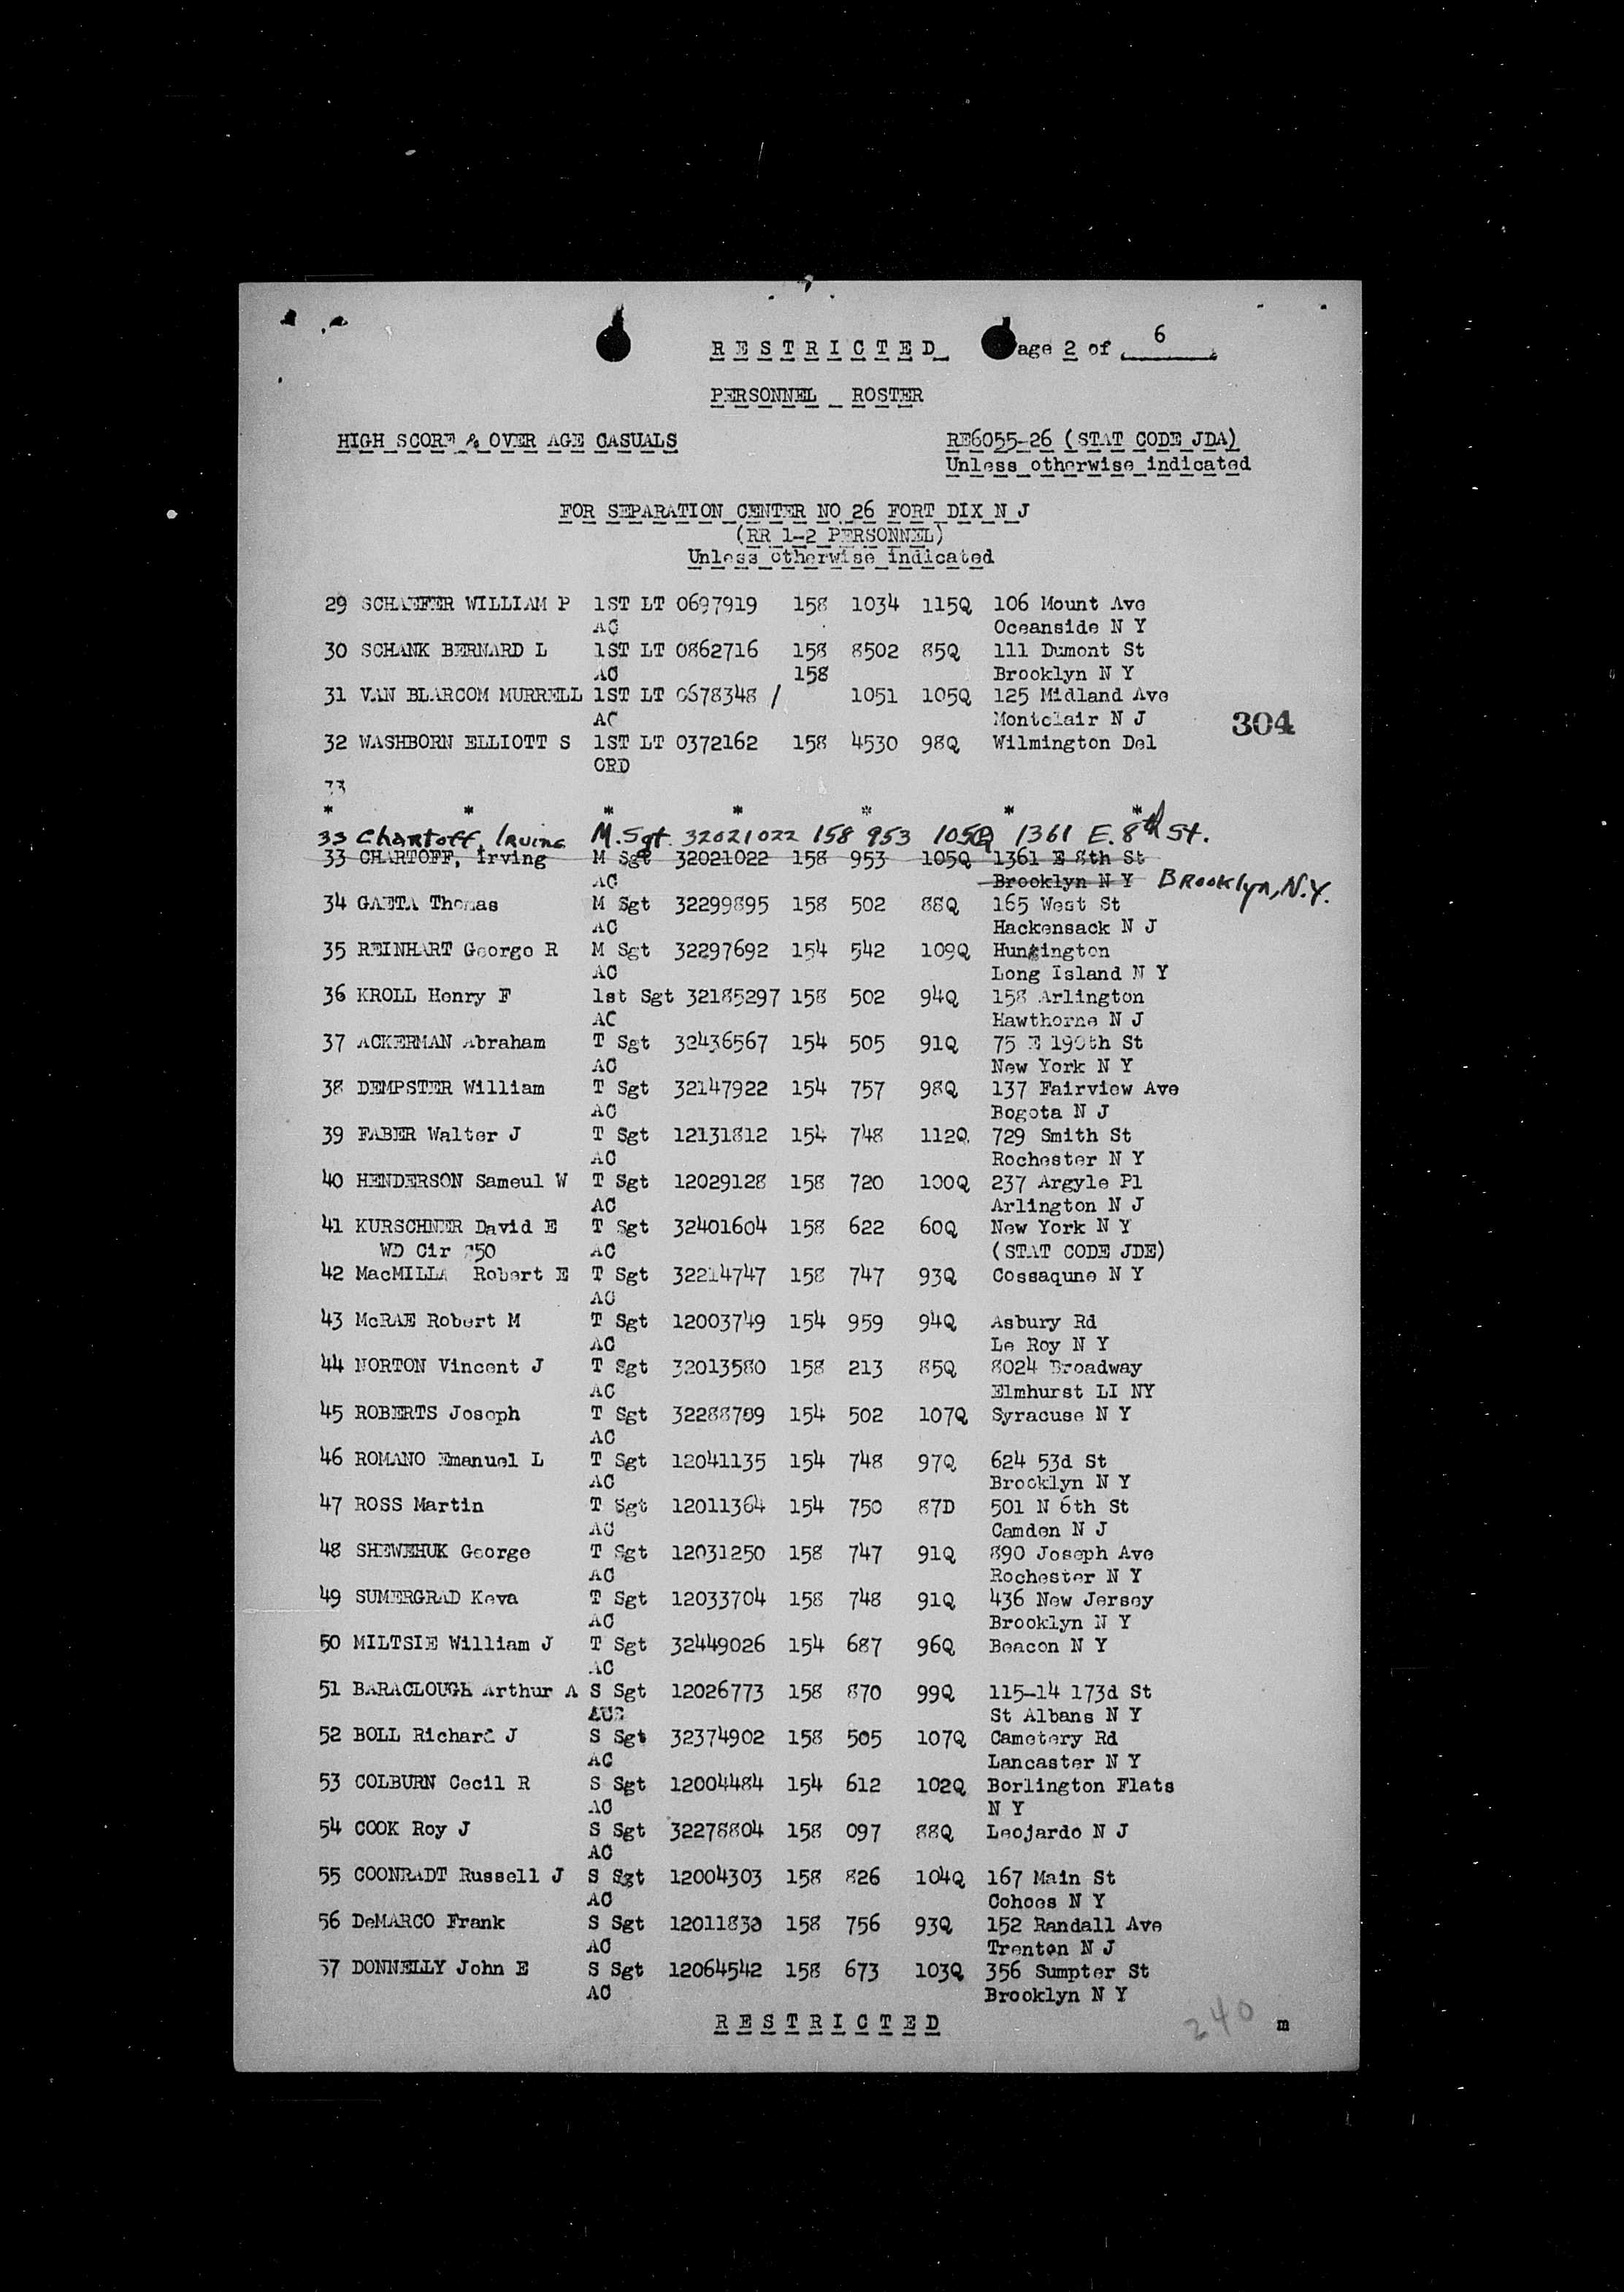 RESTRICTED age 2 of 6
PERSONNEL ROSTER
HIGH SCORE & OVER AGE CASUALS RE6055-26 (STAT CODE JDA)
Unless otherwise indicated
FOR SEPARATION CENTER NO 26 FORT DIX N J
(RR 1-2 PERSONNEL)
Unless otherwise indicated
29 SCHAEFER WILLIAM P 1ST LT 0697919 158 1034 115Q 106 Mount Ave
AC Oceanside N Y
30 SCHANK BERNARD L 1ST LT 0862716 158 8502 85Q 111 Dumont St
AC 158 Brooklyn N Y
31 VAN BLARCOM MURRELL 1ST LT 0678348 / 1051 105Q 125 Midland Ave
AC Montclair N J
304
32 WASHBORN ELLIOTT S 1ST LT 0372162 158 4530 98Q Wilmington Del
ORD
33
* * * * * * *
33 Chartoff, Irving M.Sgt. 32021022 158 953 105Q 1361 E. 8th St.
33 CHARTOFF, Irving M Sgt 32021022 158 953 105Q 1361 E 8th St
AC Brooklyn N Y Brooklyn, N.Y.
34 GAETA Thomas M Sgt 32299895 158 502 88Q 165 West St
AC Hackensack N J
35 REINHART George R M Sgt 32297692 154 542 109Q Hungington
AC Long Island N Y
36 KROLL Henry F 1st Sgt 32185297 158 502 94Q 158 Arlington
AC Hawthorne N J
37 ACKERMAN Abraham T Sgt 32436567 154 505 91Q 75 E 190th St
AC New York N Y
38 DEMPSTER William T Sgt 32147922 154 757 98Q 137 Fairview Ave
AC Bogota N J
39 FABER Walter J T Sgt 12131812 154 748 112Q 729 Smith St
AC Rochester N Y
40 HENDERSON Sameul W T Sgt 12029128 158 720 100Q 237 Argyle Pl
AC Arlington N J
41 KURSCHNER David E T Sgt 32401604 158 622 60Q New York N Y
WD Cir 50 AC (STAT CODE JDE)
42 MacMILLA Robert E T Sgt 32214747 158 747 93Q Cossaqune N Y
AC
43 McRAE Robert M T Sgt 12003749 154 959 94Q Asbury Rd
AC Le Roy N Y
44 NORTON Vincent J T Sgt 32013580 158 213 85Q 8024 Broadway
AC Elmhurst LI NY
45 ROBERTS Joseph T Sgt 32288709 154 502 107Q Syracuse N Y
AC
46 ROMANO Emanuel L T Sgt 12041135 154 748 97Q 624 53d St
AC Brooklyn N Y
47 ROSS Martin T Sgt 12011364 154 750 87D 501 N 6th St
AC Camden N J
48 SHEWEHUK George T Sgt 12031250 158 747 91Q 890 Joseph Ave
AC Rochester N Y
49 SUMERGRAD Keva T Sgt 12033704 158 748 91Q 436 New Jersey
AC Brooklyn N Y
50 MILTSIE William J T Sgt 32449026 154 687 96Q Beacon N Y
AC
51 BARACLOUGH Arthur A S Sgt 12026773 158 870 99Q 115-14 173d St
St Albans N Y
52 BOLL Richard J S Sgt 32374902 158 505 107Q Cametery Rd
AC Lancaster N Y
53 COLBURN Cecil R S Sgt 12004484 154 612 102Q Borlington Flats
AC N Y
54 COOK Roy J S Sgt 32278804 158 097 88Q Leojardo N J
AC
55 COONRADT Russell J S Sgt 12004303 158 826 104Q 167 Main St
AC Cohoes N Y
56 DeMARCO Frank S Sgt 12011830 158 756 93Q 152 Randall Ave
AC Trenton N J
57 DONNELLY John E S Sgt 12064542 158 673 103Q 356 Sumpter St
AC Brooklyn N Y
RESTRICTED 240 m